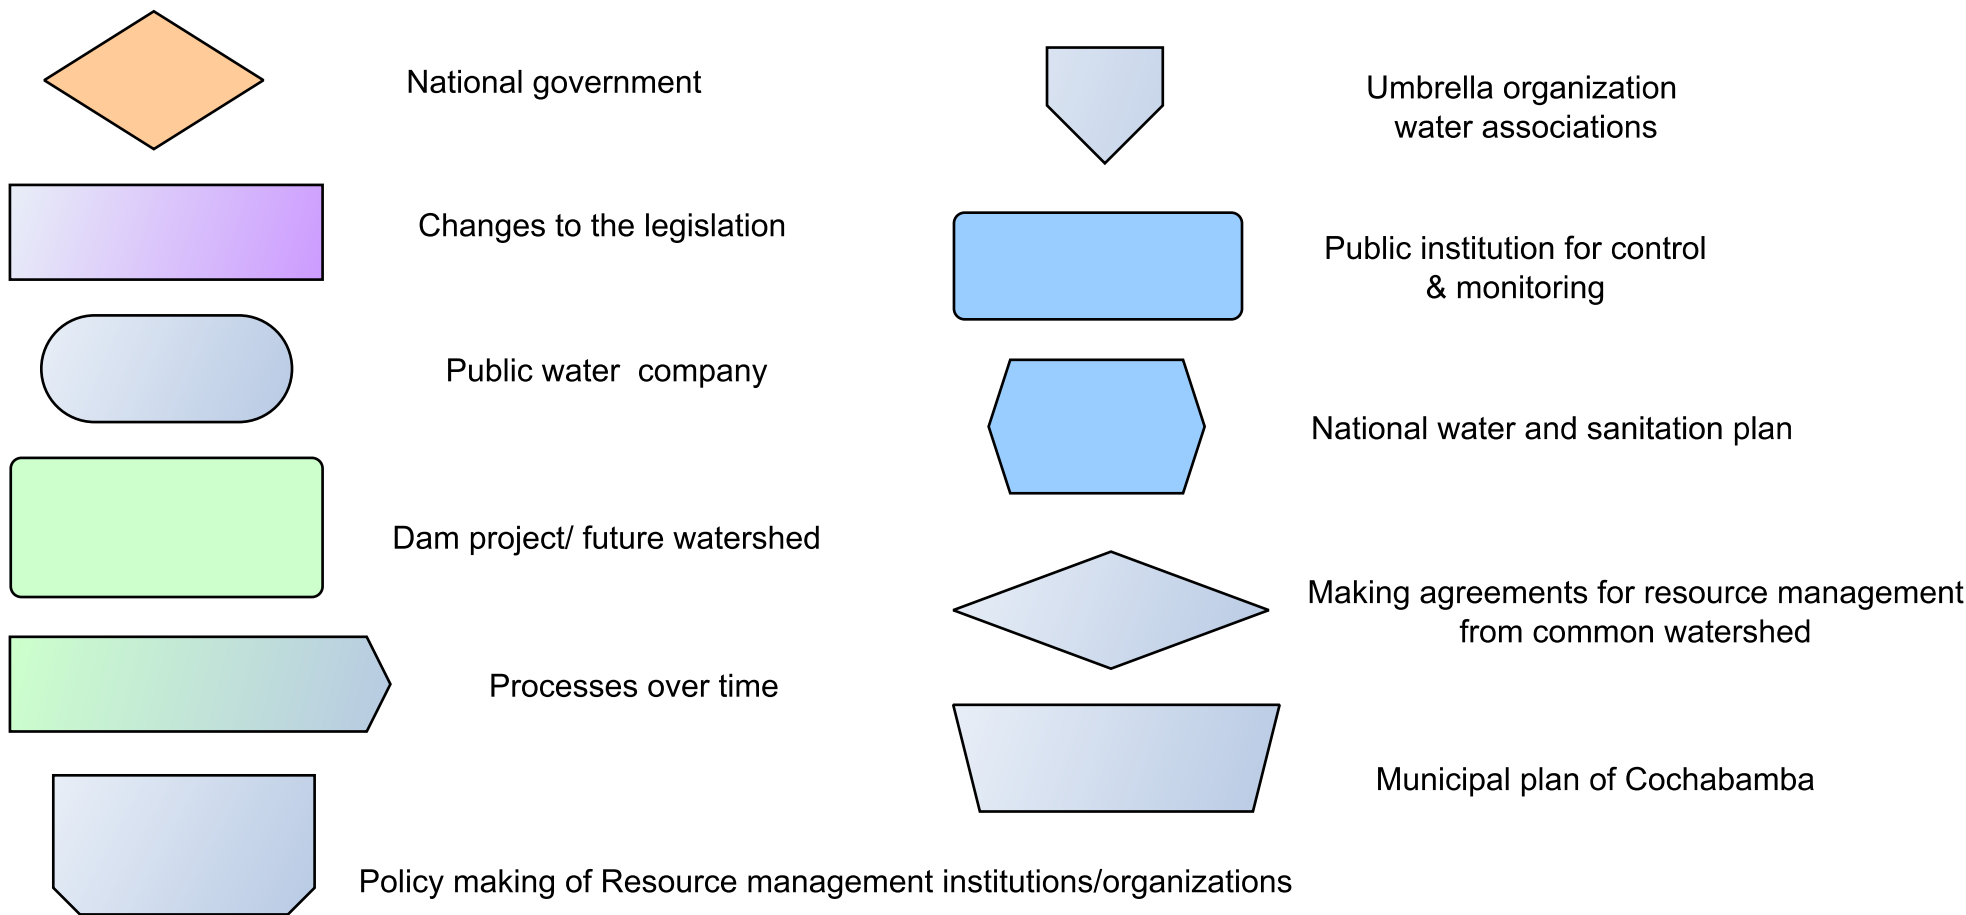 National government
Changes to the legislation
Public water  company
Dam project/ future watershed
Processes over time
Policy making of Resource management institutions/organizations
Umbrella organization
water associations
Public institution for control
& monitoring
National water and sanitation plan
Making agreements for resource management
from common watershed
Municipal plan of Cochabamba